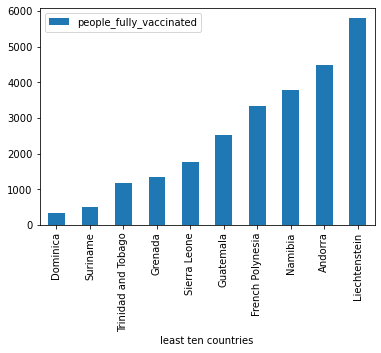 people_fully_vaccinated
6000
5000
4000
3000
2000
1000
0
Dominica
Suriname
Trinidad and Tobago
Grenada
Sierra Leone
Guatemala
French Polynesia
Namibia
Andorra
Liechtenstein
least ten countries